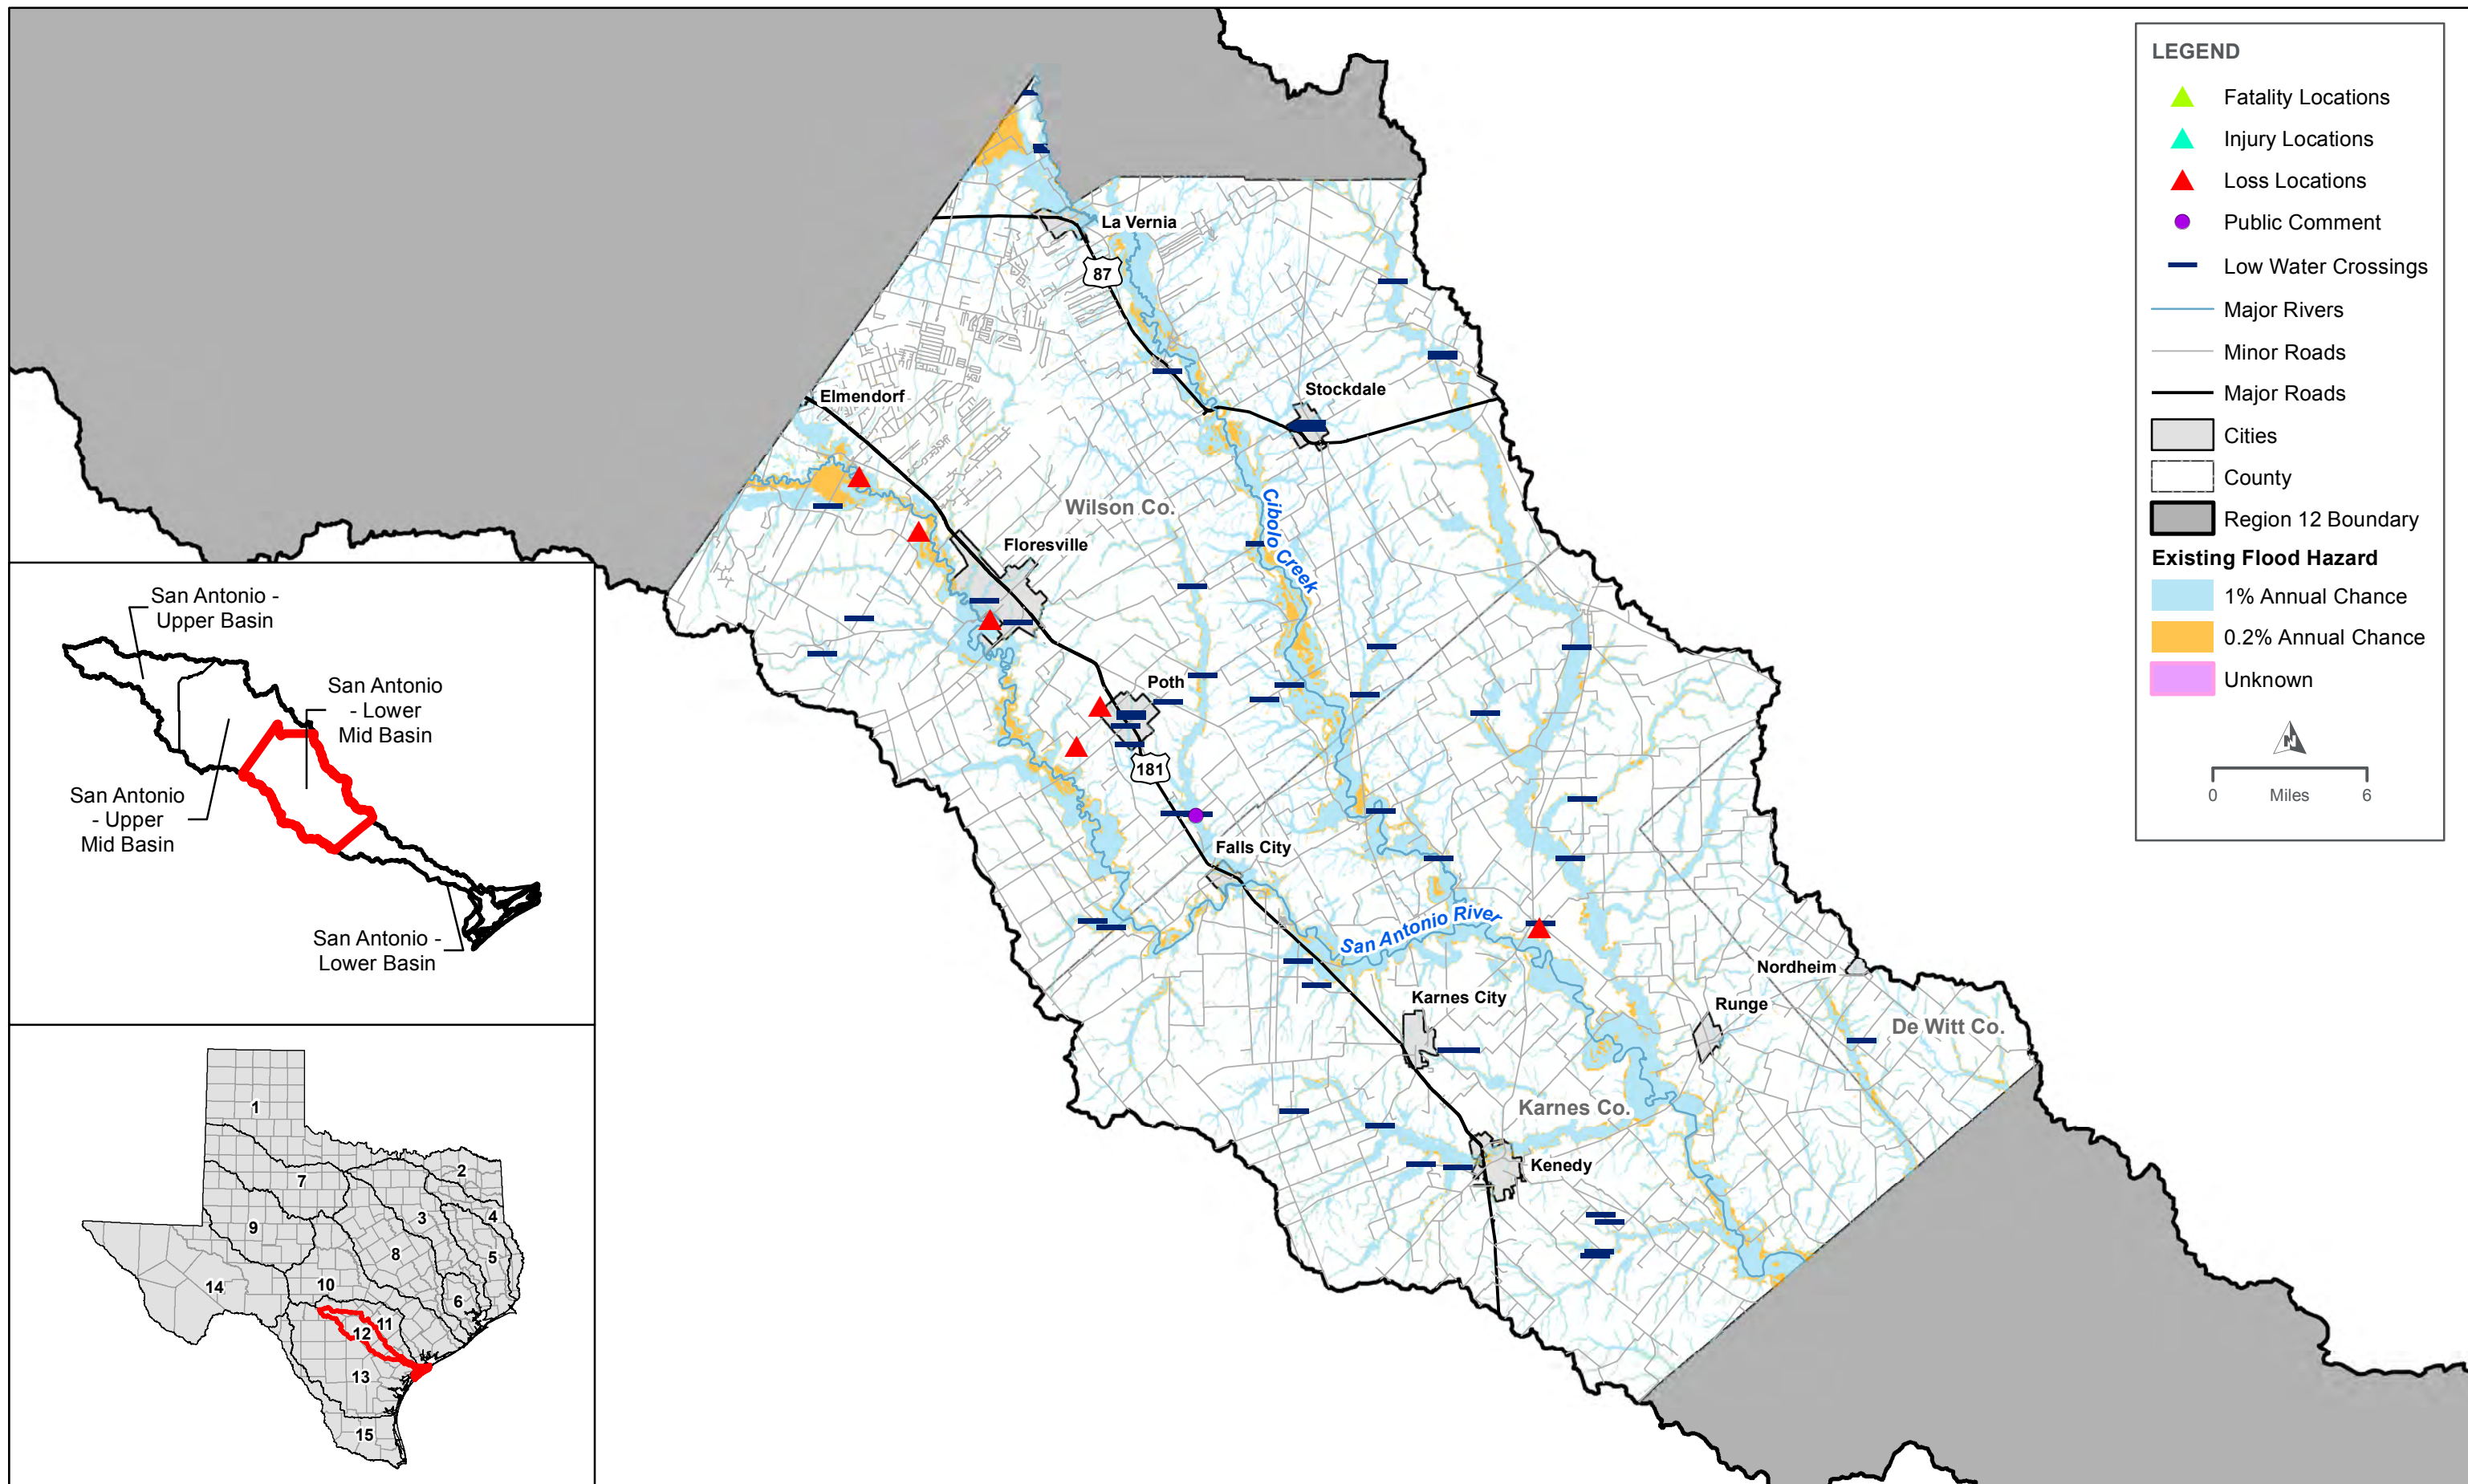 LEGEND
Fatality Locations
Injury Locations
Loss Locations
Public Comment
Low Water Crossings
Major Rivers
Minor Roads
Major Roads
Cities
County
Region 12 Boundary
Existing Flood Hazard
1% Annual Chance
0.2% Annual Chance
Unknown
N
0 Miles 6
La Vernia
87
Elmendorf
Stockdale
Wilson Co.
Cibolo Creek
Floresville
Poth
181
Falls City
San Antonio River
Nordheim
Karnes City
Runge
De Witt Co.
Karnes Co.
Kenedy
San Antonio -
Upper Basin
San Antonio
- Lower
Mid Basin
San Antonio
- Upper
Mid Basin
San Antonio -
Lower Basin
1
2
7
3
4
9
8
5
14
10
6
11
12
13
15